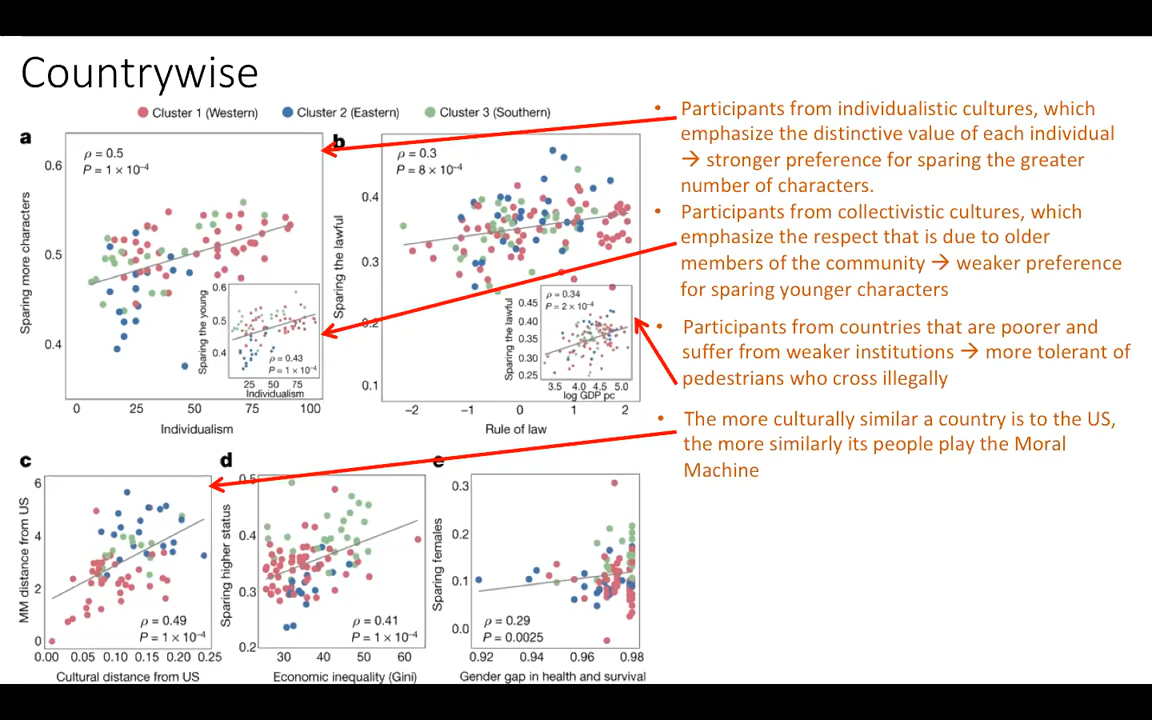 Countrywise
Cluster 1 (Western) Cluster 2 (Eastern) Cluster 3 (Southern)
a
ρ = 0.5
P = 1 × 10⁻⁴
0.6
0.5
0.4
Sparing more characters
0 25 50 75 100
Individualism
0.6
0.5
0.4
Sparing the young
ρ = 0.43
P = 1 × 10⁻⁴
25 50 75
Individualism
b
ρ = 0.3
P = 8 × 10⁻⁴
0.4
0.3
0.2
0.1
Sparing the lawful
−2 −1 0 1 2
Rule of law
ρ = 0.34
P = 2 × 10⁻⁴
0.45
0.40
0.35
0.30
0.25
Sparing the lawful
3.5 4.0 4.5 5.0
log GDP pc
c
6
4
2
0
MM distance from US
ρ = 0.49
P = 1 × 10⁻⁴
0.00 0.05 0.10 0.15 0.20 0.25
Cultural distance from US
d
0.5
0.4
0.3
0.2
Sparing higher status
ρ = 0.41
P = 1 × 10⁻⁴
30 40 50 60
Economic inequality (Gini)
e
0.3
0.2
0.1
0.0
Sparing females
ρ = 0.29
P = 0.0025
0.92 0.94 0.96 0.98
Gender gap in health and survival
• Participants from individualistic cultures, which
emphasize the distinctive value of each individual
→ stronger preference for sparing the greater
number of characters.
• Participants from collectivistic cultures, which
emphasize the respect that is due to older
members of the community → weaker preference
for sparing younger characters
• Participants from countries that are poorer and
suffer from weaker institutions → more tolerant of
pedestrians who cross illegally
• The more culturally similar a country is to the US,
the more similarly its people play the Moral
Machine